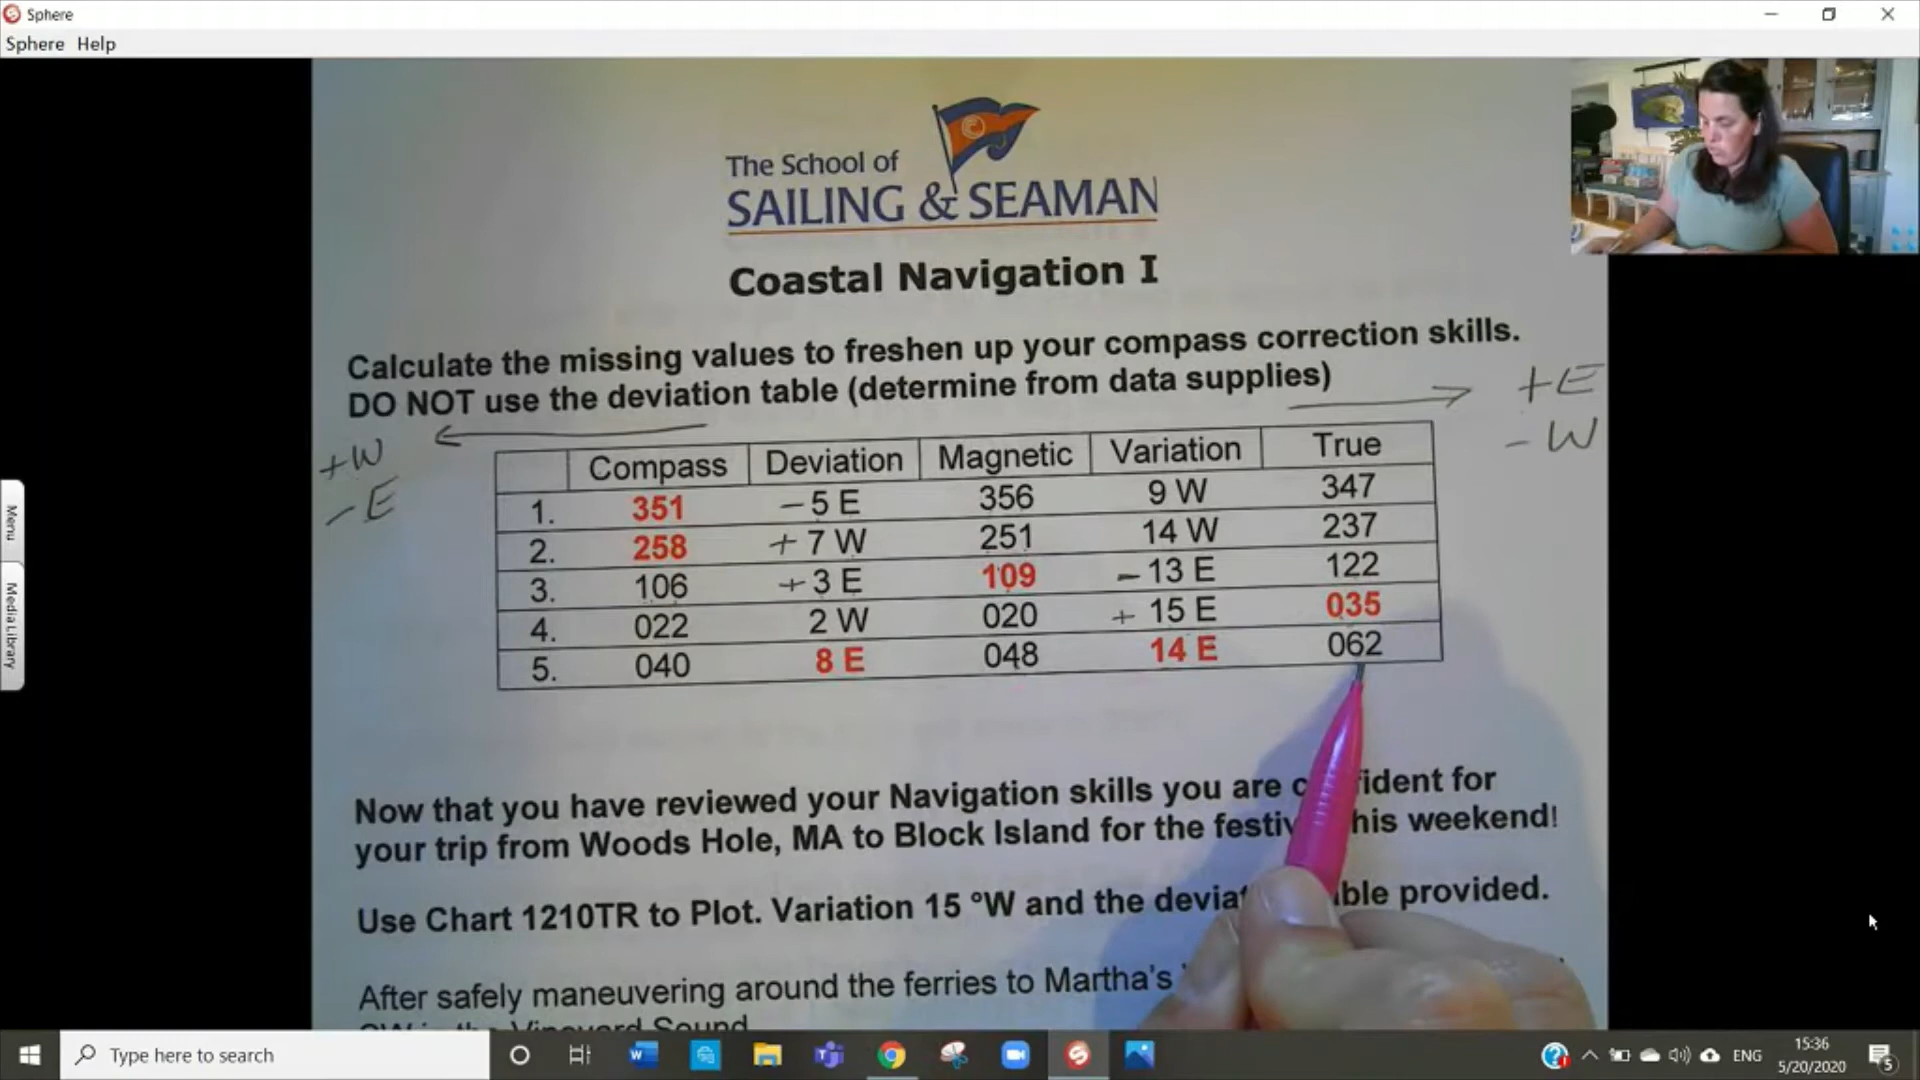 Sphere
Sphere Help
The School of
SAILING & SEAMAN
Coastal Navigation I
Calculate the missing values to freshen up your compass correction skills.
DO NOT use the deviation table (determine from data supplies)
+E
-W
+W
-E
Compass Deviation Magnetic Variation True
1. 351 - 5 E 356 9 W 347
2. 258 + 7 W 251 14 W 237
3. 106 + 3 E 109 - 13 E 122
4. 022 2 W 020 + 15 E 035
5. 040 8 E 048 14 E 062
Now that you have reviewed your Navigation skills you are for
your trip from Woods Hole, MA to Block Island for the weekend!
Use Chart 1210TR to Plot. Variation 15 °W and the provided.
After safely maneuvering around the ferries to Martha's
Sound
Menu
Media Library
Type here to search
ENG
15:36
5/20/2020
5